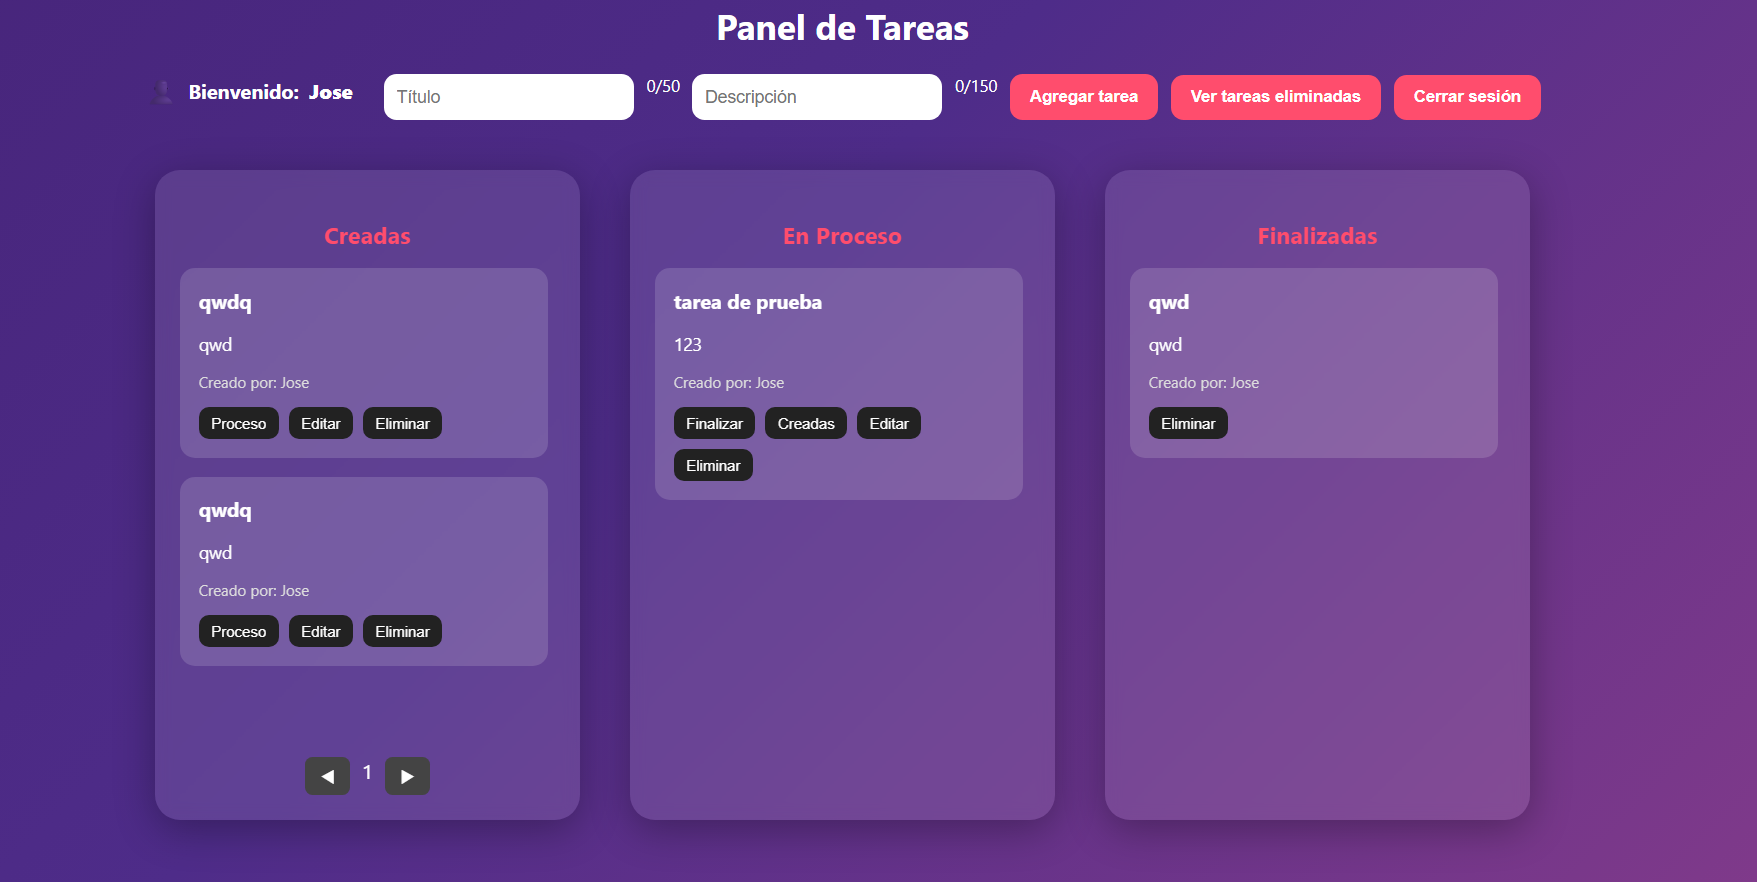 Panel de Tareas
Bienvenido: Jose
Título
0/50
Descripción
0/150
Agregar tarea
Ver tareas eliminadas
Cerrar sesión
Creadas
qwdq
qwd
Creado por: Jose
Proceso Editar Eliminar
qwdq
qwd
Creado por: Jose
Proceso Editar Eliminar
◀ 1 ▶
En Proceso
tarea de prueba
123
Creado por: Jose
Finalizar Creadas Editar
Eliminar
Finalizadas
qwd
qwd
Creado por: Jose
Eliminar